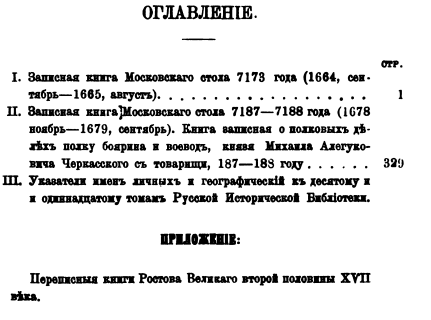 ОГЛАВЛЕНІЕ.
СТР.
I. Записная книга Московскаго стола 7173 года (1664, сен-
тябрь—1665, августъ). . . . . . . . . . . . . . . . 1
II. Записная книга Московскаго стола 7187—7188 года (1678
ноябрь—1679, сентябрь). Книга записная о полковыхъ дѣ-
лѣхъ полку боярина и воеводъ, князя Михаила Алегуко-
вича Черкасскаго съ товарищи, 187—188 году . . . . . . 329
III. Указатели именъ личныхъ и географическій къ десятому и
и одиннадцатому томамъ Русской Исторической Библіотеки.
ПРИЛОЖЕНІЕ:
Переписныя книги Ростова Великаго второй половины XVII
вѣка.